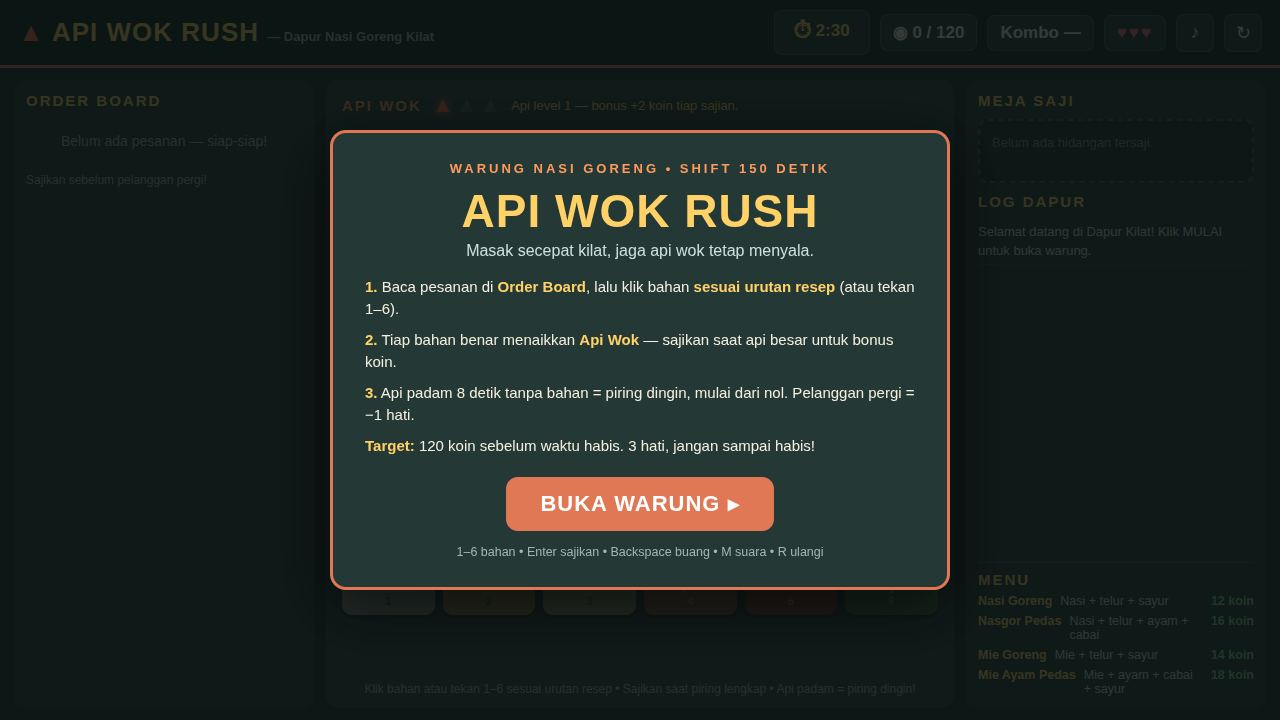 ▲ API WOK RUSH — Dapur Nasi Goreng Kilat
⏱ 2:30
◉ 0 / 120
Kombo —
♥♥♥
♪
↻
ORDER BOARD
Belum ada pesanan — siap-siap!
Sajikan sebelum pelanggan pergi!
API WOK ▲ ▲ ▲ Api level 1 — bonus +2 koin tiap sajian.
WARUNG NASI GORENG • SHIFT 150 DETIK
API WOK RUSH
Masak secepat kilat, jaga api wok tetap menyala.
1. Baca pesanan di Order Board, lalu klik bahan sesuai urutan resep (atau tekan
1–6).
2. Tiap bahan benar menaikkan Api Wok — sajikan saat api besar untuk bonus
koin.
3. Api padam 8 detik tanpa bahan = piring dingin, mulai dari nol. Pelanggan pergi =
−1 hati.
Target: 120 koin sebelum waktu habis. 3 hati, jangan sampai habis!
BUKA WARUNG ▸
1–6 bahan • Enter sajikan • Backspace buang • M suara • R ulangi
1 2 3 4 5 6
Klik bahan atau tekan 1–6 sesuai urutan resep • Sajikan saat piring lengkap • Api padam = piring dingin!
MEJA SAJI
Belum ada hidangan tersaji.
LOG DAPUR
Selamat datang di Dapur Kilat! Klik MULAI
untuk buka warung.
MENU
Nasi Goreng Nasi + telur + sayur 12 koin
Nasgor Pedas Nasi + telur + ayam + 16 koin
cabai
Mie Goreng Mie + telur + sayur 14 koin
Mie Ayam Pedas Mie + ayam + cabai 18 koin
+ sayur